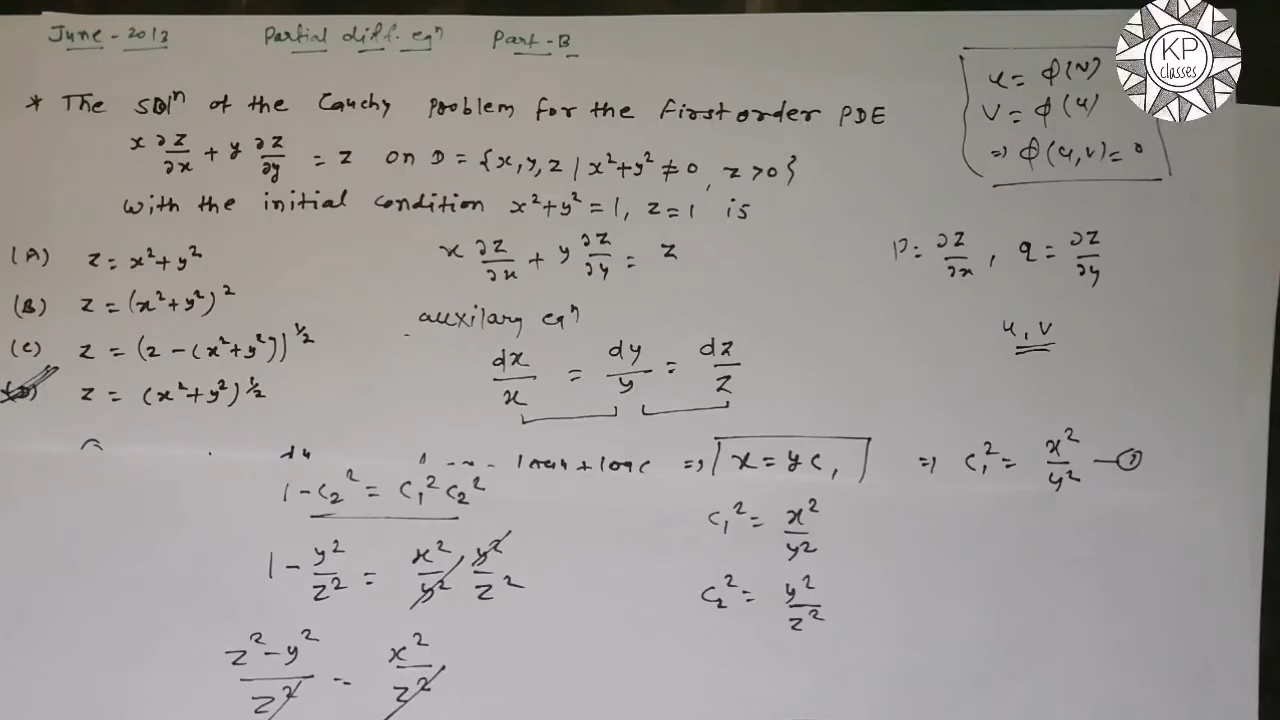 June - 2013 Partial diff. eqⁿ Part-B
KP classes
u = φ(v)
v = φ(u)
⇒ φ(u,v) = 0
* The solⁿ of the Cauchy Problem for the first order PDE
x ∂z/∂x + y ∂z/∂y = z on D = {x, y, z / x² + y² ≠ 0, z > 0}
with the initial condition x² + y² = 1, z = 1 is
(A) z = x² + y²
(B) z = (x² + y²)²
(C) z = (2 - (x² + y²))^1/2
(D) z = (x² + y²)^1/2
x ∂z/∂x + y ∂z/∂y = z
P = ∂z/∂x, q = ∂z/∂y
auxilary eqⁿ
u, v
dx/x = dy/y = dz/z
⇒ x = y c₁ ⇒ c₁² = x²/y² — ①
1 - c₂² = c₁² c₂²
c₁² = x²/y²
1 - y²/z² = x²/y² y²/z²
c₂² = y²/z²
z² - y²/z² = x²/z²